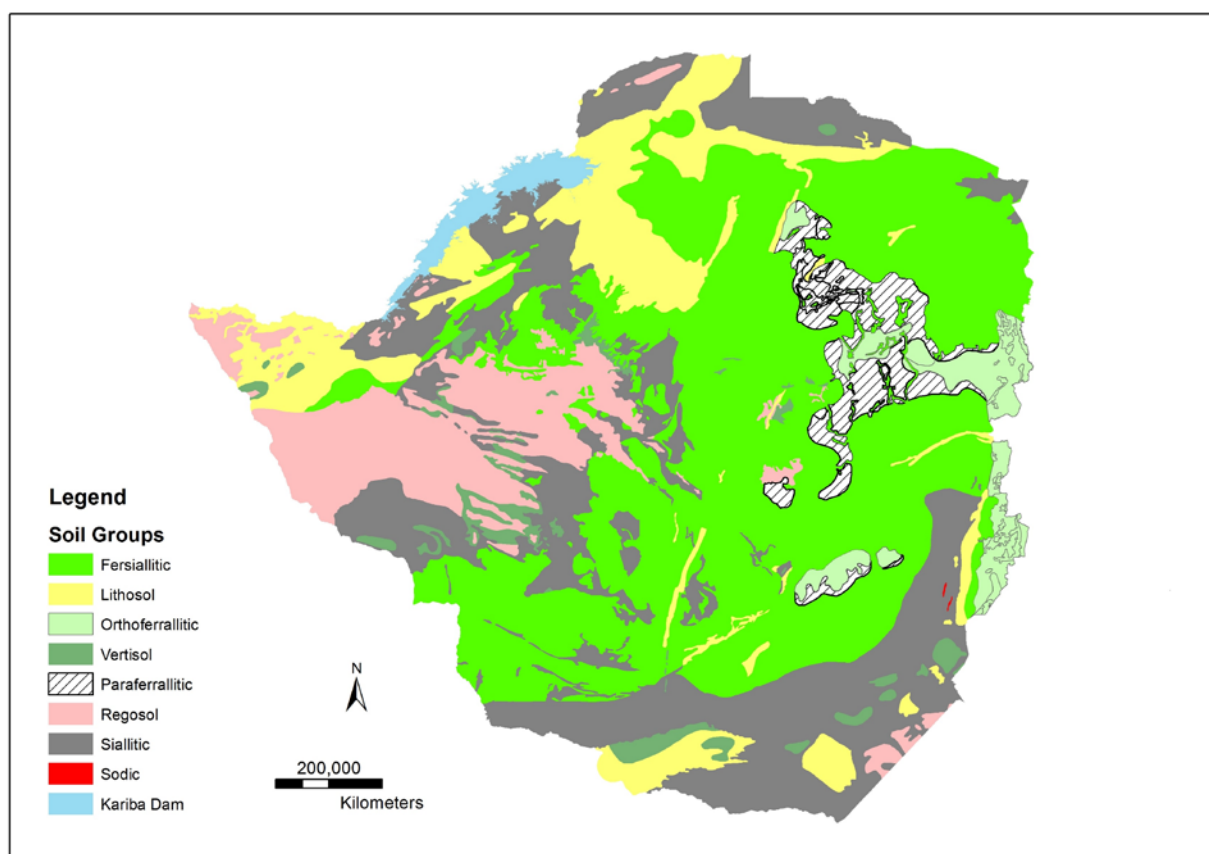 Legend
Soil Groups
Fersiallitic
Lithosol
Orthoferrallitic
Vertisol
Paraferrallitic
Regosol
Siallitic
Sodic
Kariba Dam
N
200,000
Kilometers